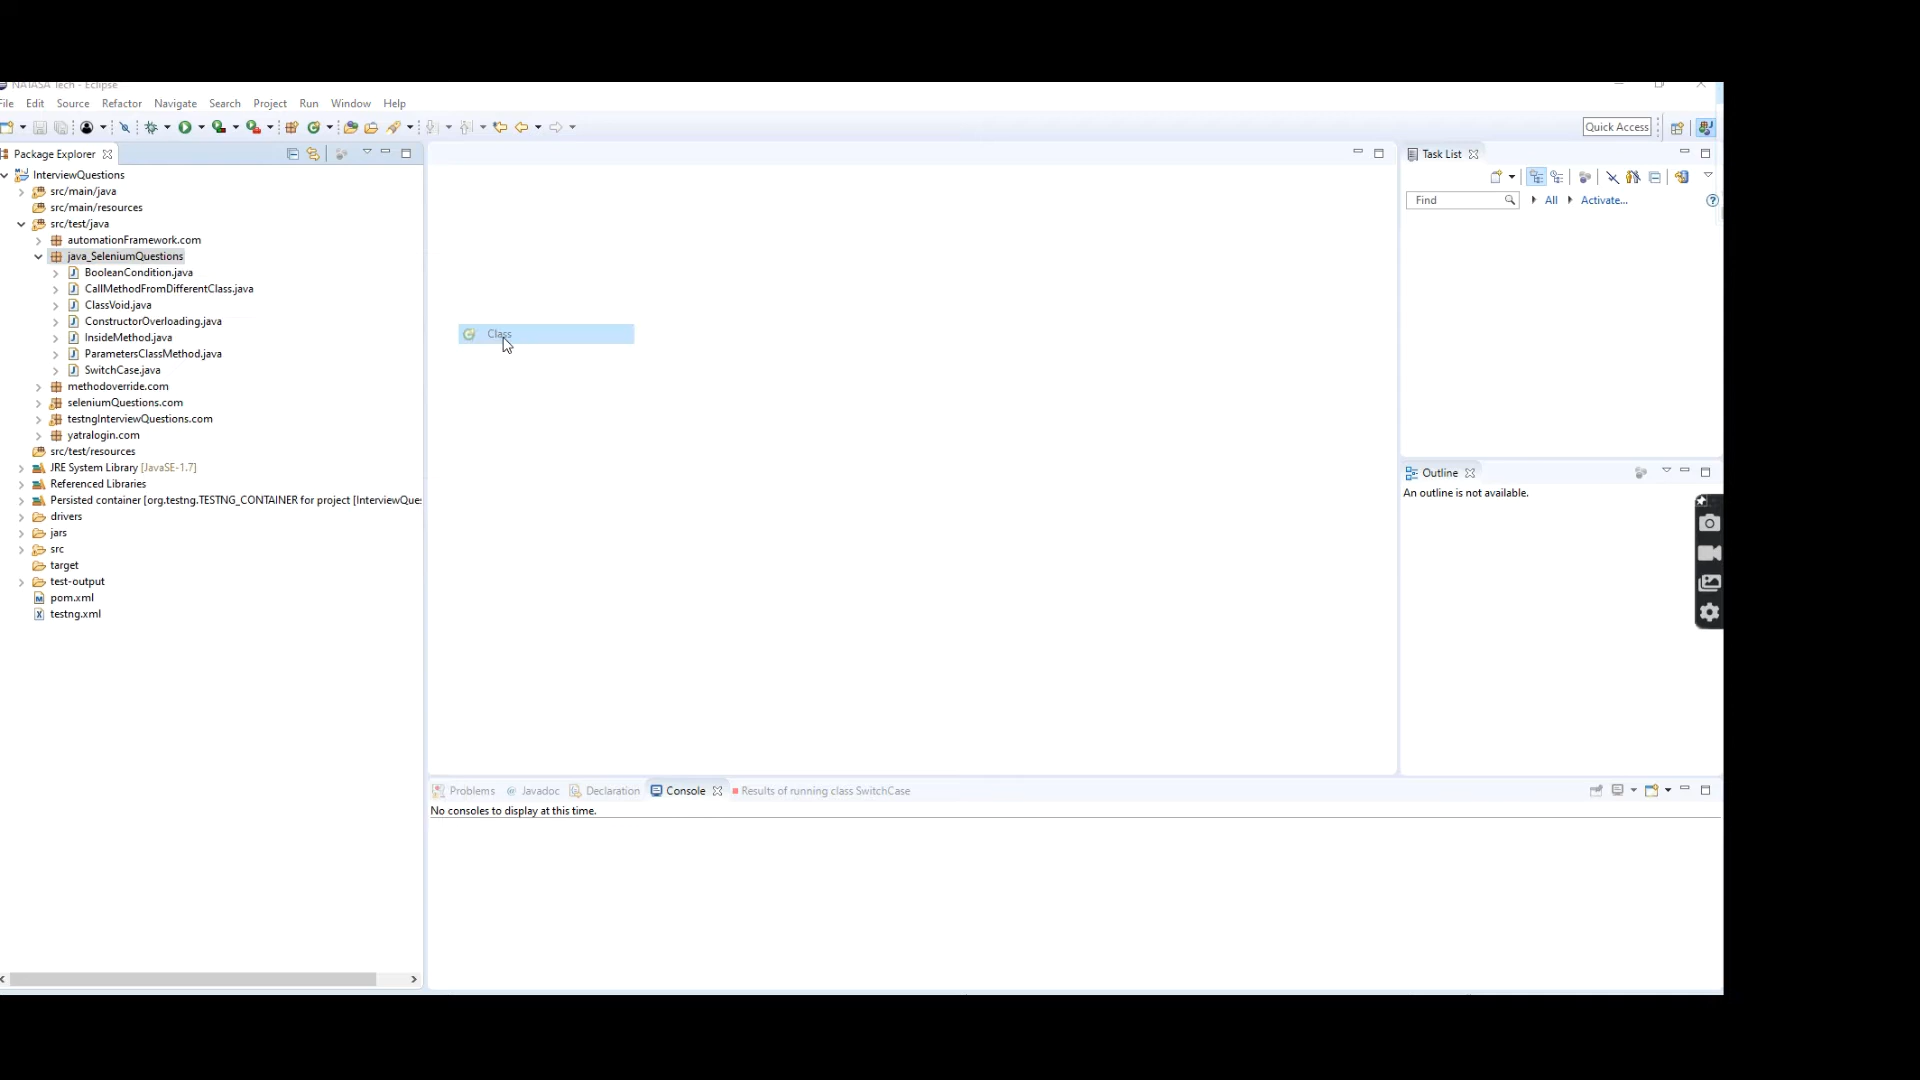 NATASA Tech - Eclipse
File Edit Source Refactor Navigate Search Project Run Window Help
Quick Access
Package Explorer
InterviewQuestions
src/main/java
src/main/resources
src/test/java
automationFramework.com
java_SeleniumQuestions
BooleanCondition.java
CallMethodFromDifferentClass.java
ClassVoid.java
ConstructorOverloading.java
InsideMethod.java
ParametersClassMethod.java
SwitchCase.java
methodoverride.com
seleniumQuestions.com
testngInterviewQuestions.com
yatralogin.com
src/test/resources
JRE System Library [JavaSE-1.7]
Referenced Libraries
Persisted container [org.testng.TESTNG_CONTAINER for project [InterviewQues
drivers
jars
src
target
test-output
pom.xml
testng.xml
Class
Task List
Find
All
Activate...
Outline
An outline is not available.
Problems Javadoc Declaration Console Results of running class SwitchCase
No consoles to display at this time.